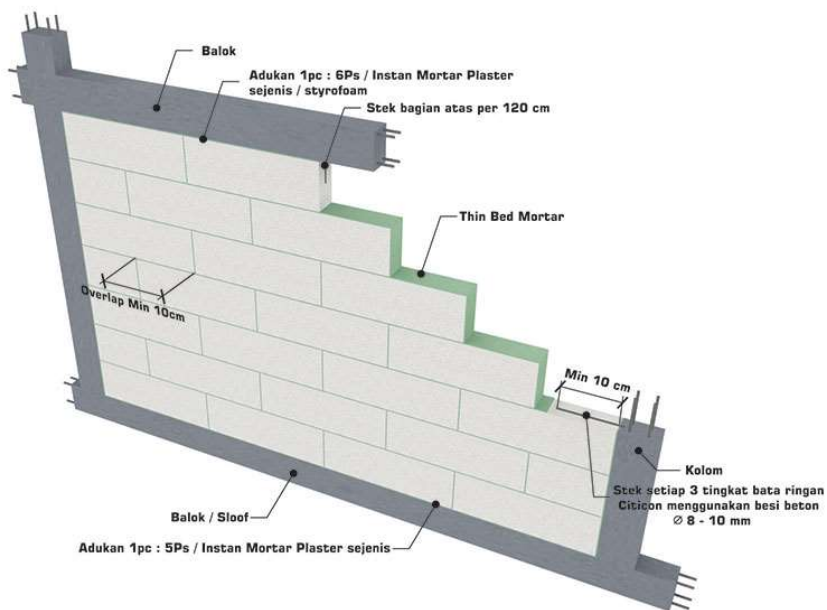 Balok
Adukan 1pc : 6Ps / Instan Mortar Plaster
sejenis / styrofoam
Stek bagian atas per 120 cm
Thin Bed Mortar
Overlap Min 10cm
Min 10 cm
Kolom
Stek setiap 3 tingkat bata ringan
Citicon menggunakan besi beton
Ø 8 - 10 mm
Balok / Sloof
Adukan 1pc : 5Ps / Instan Mortar Plaster sejenis